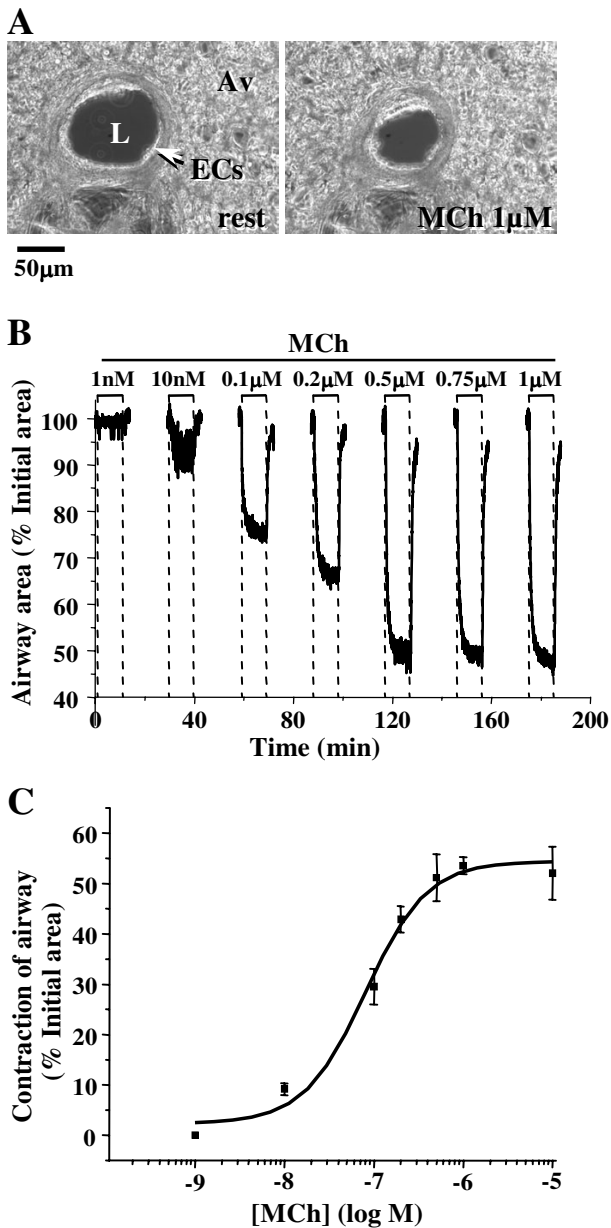 A
Av
L
ECs
rest
MCh 1μM
50μm
B
MCh
1nM 10nM 0.1μM 0.2μM 0.5μM 0.75μM 1μM
Airway area (% Initial area)
100
90
80
70
60
50
40
0 40 80 120 160 200
Time (min)
C
Contraction of airway
(% Initial area)
60
50
40
30
20
10
0
-9 -8 -7 -6 -5
[MCh] (log M)